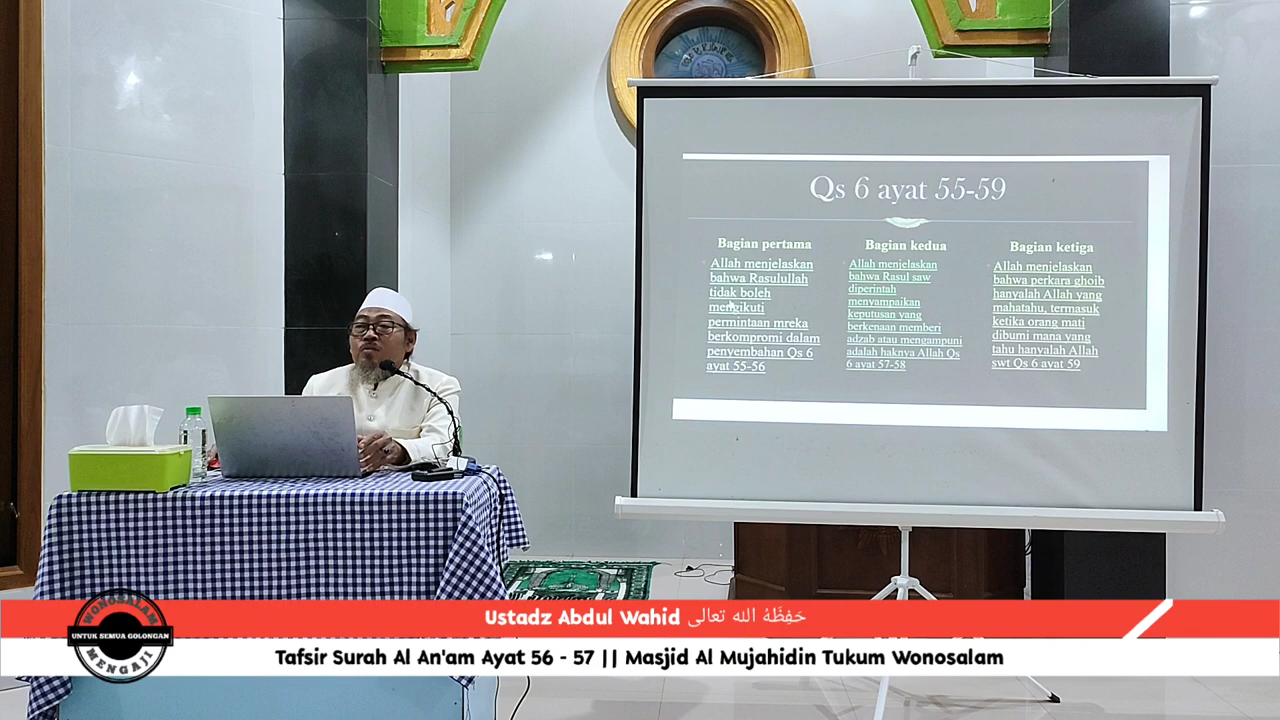 Qs 6 ayat 55-59
Bagian pertama
Allah menjelaskan
bahwa Rasulullah
tidak boleh
mengikuti
permintaan mreka
berkompromi dalam
penyembahan Qs 6
ayat 55-56
Bagian kedua
Allah menjelaskan
bahwa Rasul saw
diperintah
menyampaikan
keputusan yang
berkenaan memberi
adzab atau mengampuni
adalah haknya Allah Qs
6 ayat 57-58
Bagian ketiga
Allah menjelaskan
bahwa perkara ghoib
hanyalah Allah yang
mahatahu, termasuk
ketika orang mati
dibumi mana yang
tahu hanyalah Allah
swt Qs 6 ayat 59
Ustadz Abdul Wahid حَفِظَهُ الله تعالى
WONOSALAM
UNTUK SEMUA GOLONGAN
MENGAJI
Tafsir Surah Al An'am Ayat 56 - 57 || Masjid Al Mujahidin Tukum Wonosalam